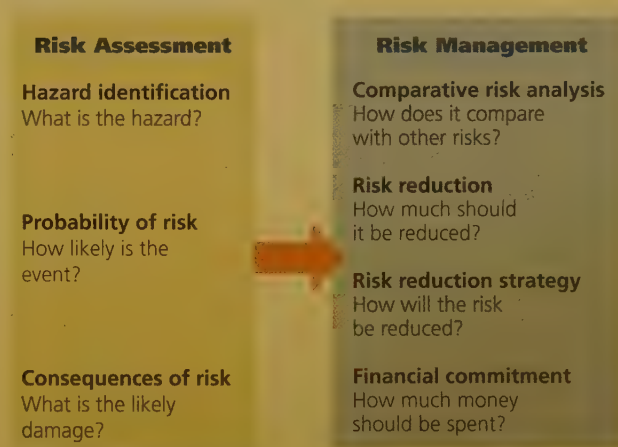 Risk Assessment
Hazard identification
What is the hazard?
Probability of risk
How likely is the
event?
Consequences of risk
What is the likely
damage?
Risk Management
Comparative risk analysis
How does it compare
with other risks?
Risk reduction
How much should
it be reduced?
Risk reduction strategy
How will the risk
be reduced?
Financial commitment
How much money
should be spent?